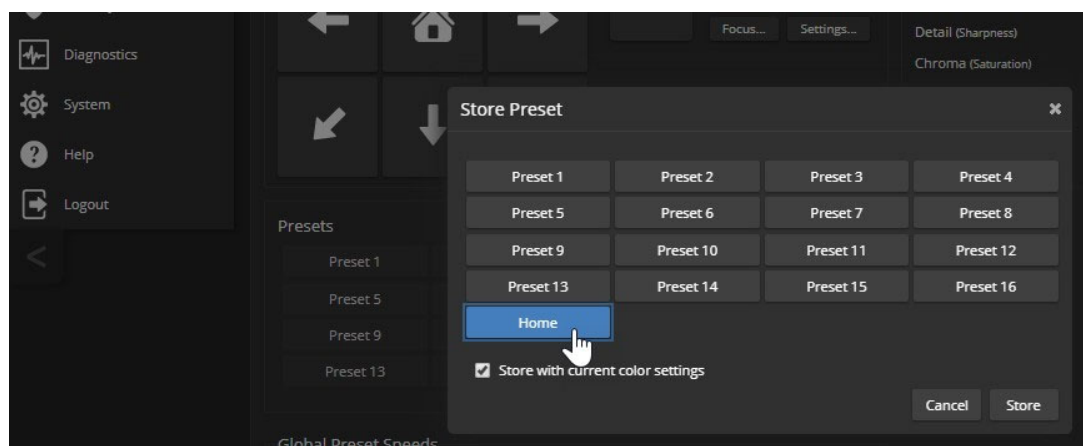 Focus... Settings...
Detail (Sharpness)
Chroma (Saturation)
Diagnostics
System
Help
Logout
<
Presets
Preset 1
Preset 5
Preset 9
Preset 13
Store Preset
Preset 1 Preset 2 Preset 3 Preset 4
Preset 5 Preset 6 Preset 7 Preset 8
Preset 9 Preset 10 Preset 11 Preset 12
Preset 13 Preset 14 Preset 15 Preset 16
Home
Store with current color settings
Cancel Store
Global Preset Speeds